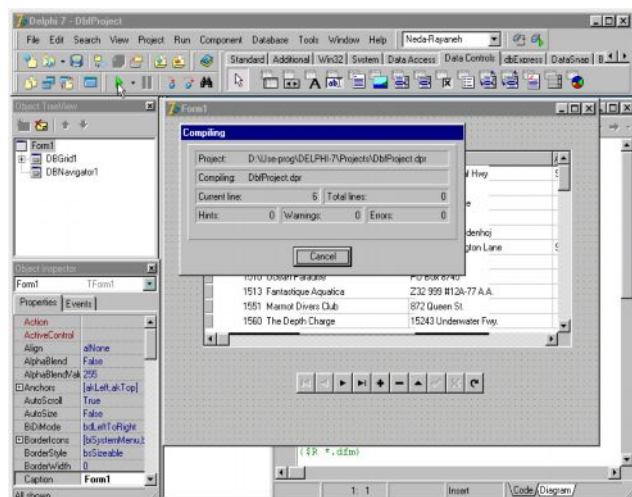 Delphi 7 - DbfProject
File Edit Search View Project Run Component Database Tools Window Help Neda-Rayaneh
Standard Additional Win32 System Data Access Data Controls dbExpress DataSnap B
Object TreeView
Form1
DBGrid1
DBNavigator1
Form1
Compiling
Project: D:\Use-prog\DELPHI-7\Projects\DbfProject.dpr
Compiling: DbfProject.dpr
Current line: 6 Total lines: 0
Hints: 0 Warnings: 0 Errors: 0
Cancel
Hwy
denhoj
gton Lane
1510 Ocean Paradise PO Box 8745
1513 Fantastique Aquatica Z32 999 #12A-77 A.A.
1551 Marmot Divers Club 872 Queen St.
1560 The Depth Charge 15243 Underwater Fwy.
Object Inspector
Form1 TForm1
Properties Events
Action
ActiveControl
Align alNone
AlphaBlend False
AlphaBlendVal 255
Anchors [akLeft,akTop]
AutoScroll True
AutoSize False
BiDiMode bdLeftToRight
BorderIcons [biSystemMenu,
BorderStyle bsSizeable
BorderWidth 0
Caption Form1
All shown
{$R *.dfm}
1: 1 Insert Code Diagram